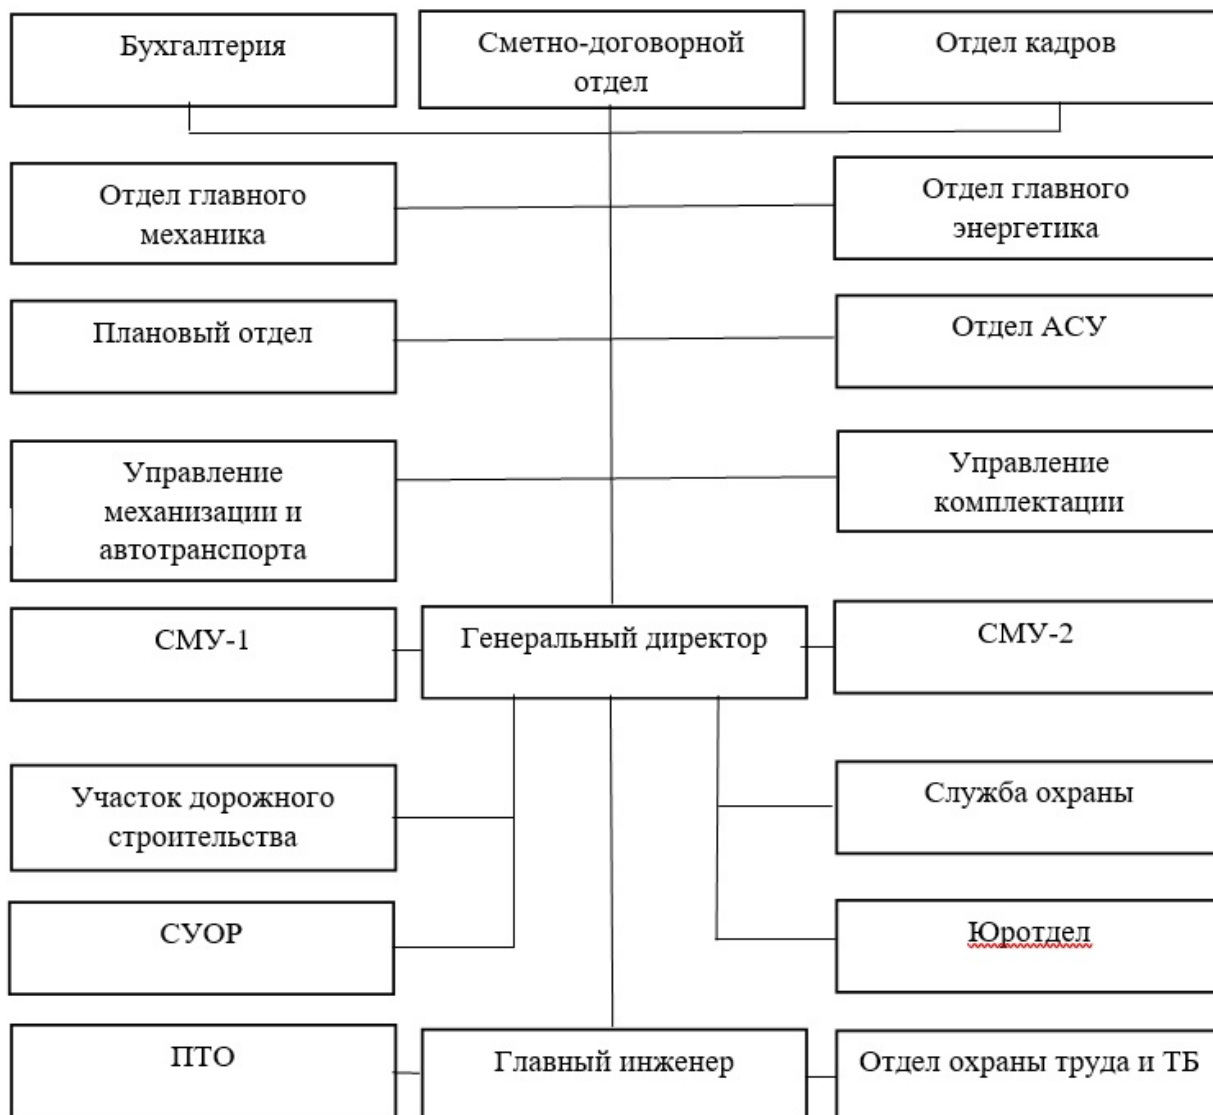 Бухгалтерия
Сметно-договорной
отдел
Отдел кадров
Отдел главного
механика
Отдел главного
энергетика
Плановый отдел
Отдел АСУ
Управление
механизации и
автотранспорта
Управление
комплектации
СМУ-1
Генеральный директор
СМУ-2
Участок дорожного
строительства
Служба охраны
СУОР
Юротдел
ПТО
Главный инженер
Отдел охраны труда и ТБ